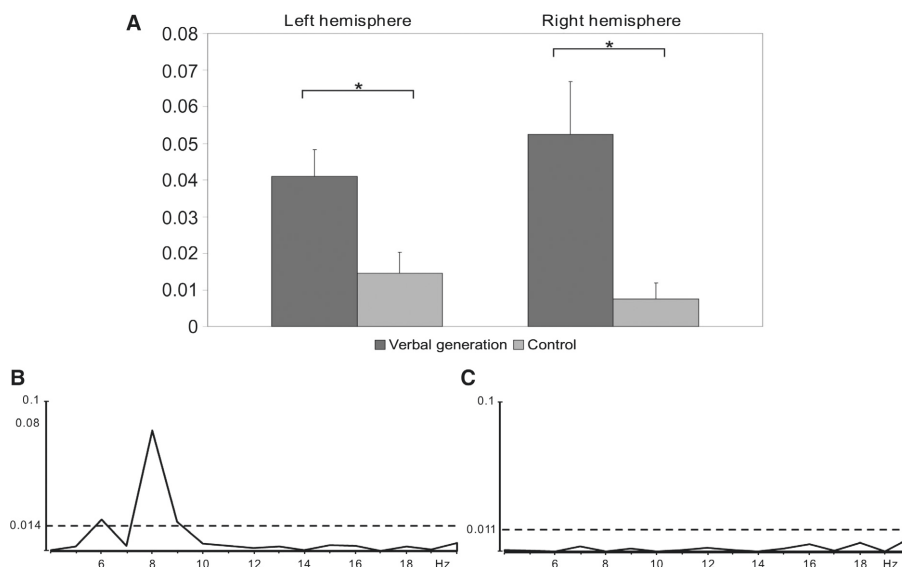 A
Left hemisphere Right hemisphere
0.08
0.07
0.06
0.05
0.04
0.03
0.02
0.01
0
* *
Verbal generation Control
B
0.1
0.08
0.014
6 8 10 12 14 16 18 Hz
C
0.1
0.011
6 8 10 12 14 16 18 Hz